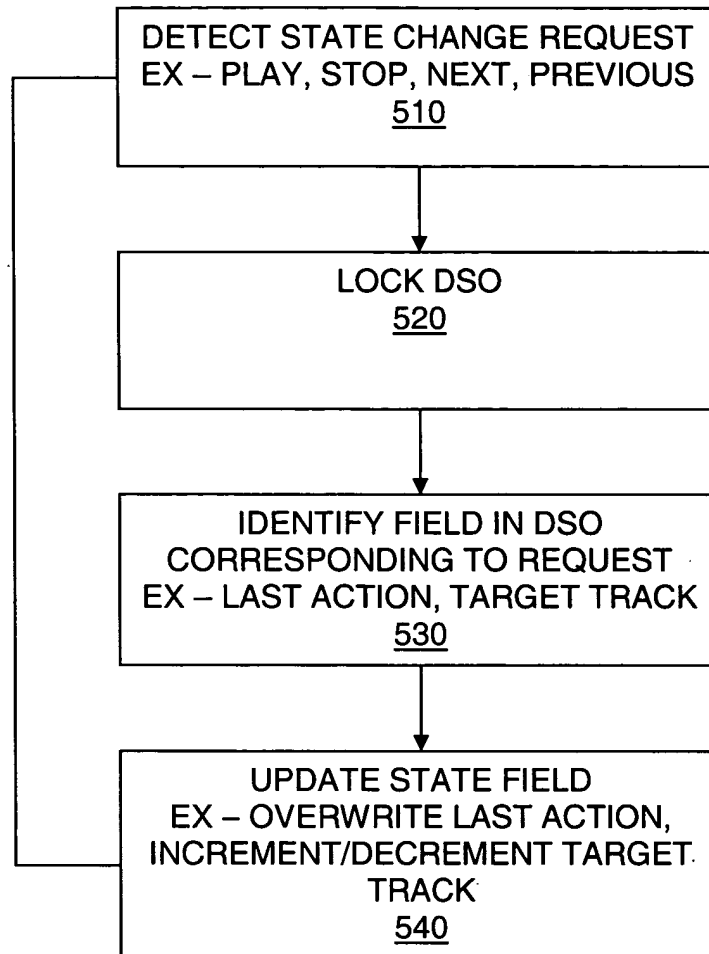 DETECT STATE CHANGE REQUEST
EX – PLAY, STOP, NEXT, PREVIOUS
510
LOCK DSO
520
IDENTIFY FIELD IN DSO
CORRESPONDING TO REQUEST
EX – LAST ACTION, TARGET TRACK
530
UPDATE STATE FIELD
EX – OVERWRITE LAST ACTION,
INCREMENT/DECREMENT TARGET
TRACK
540